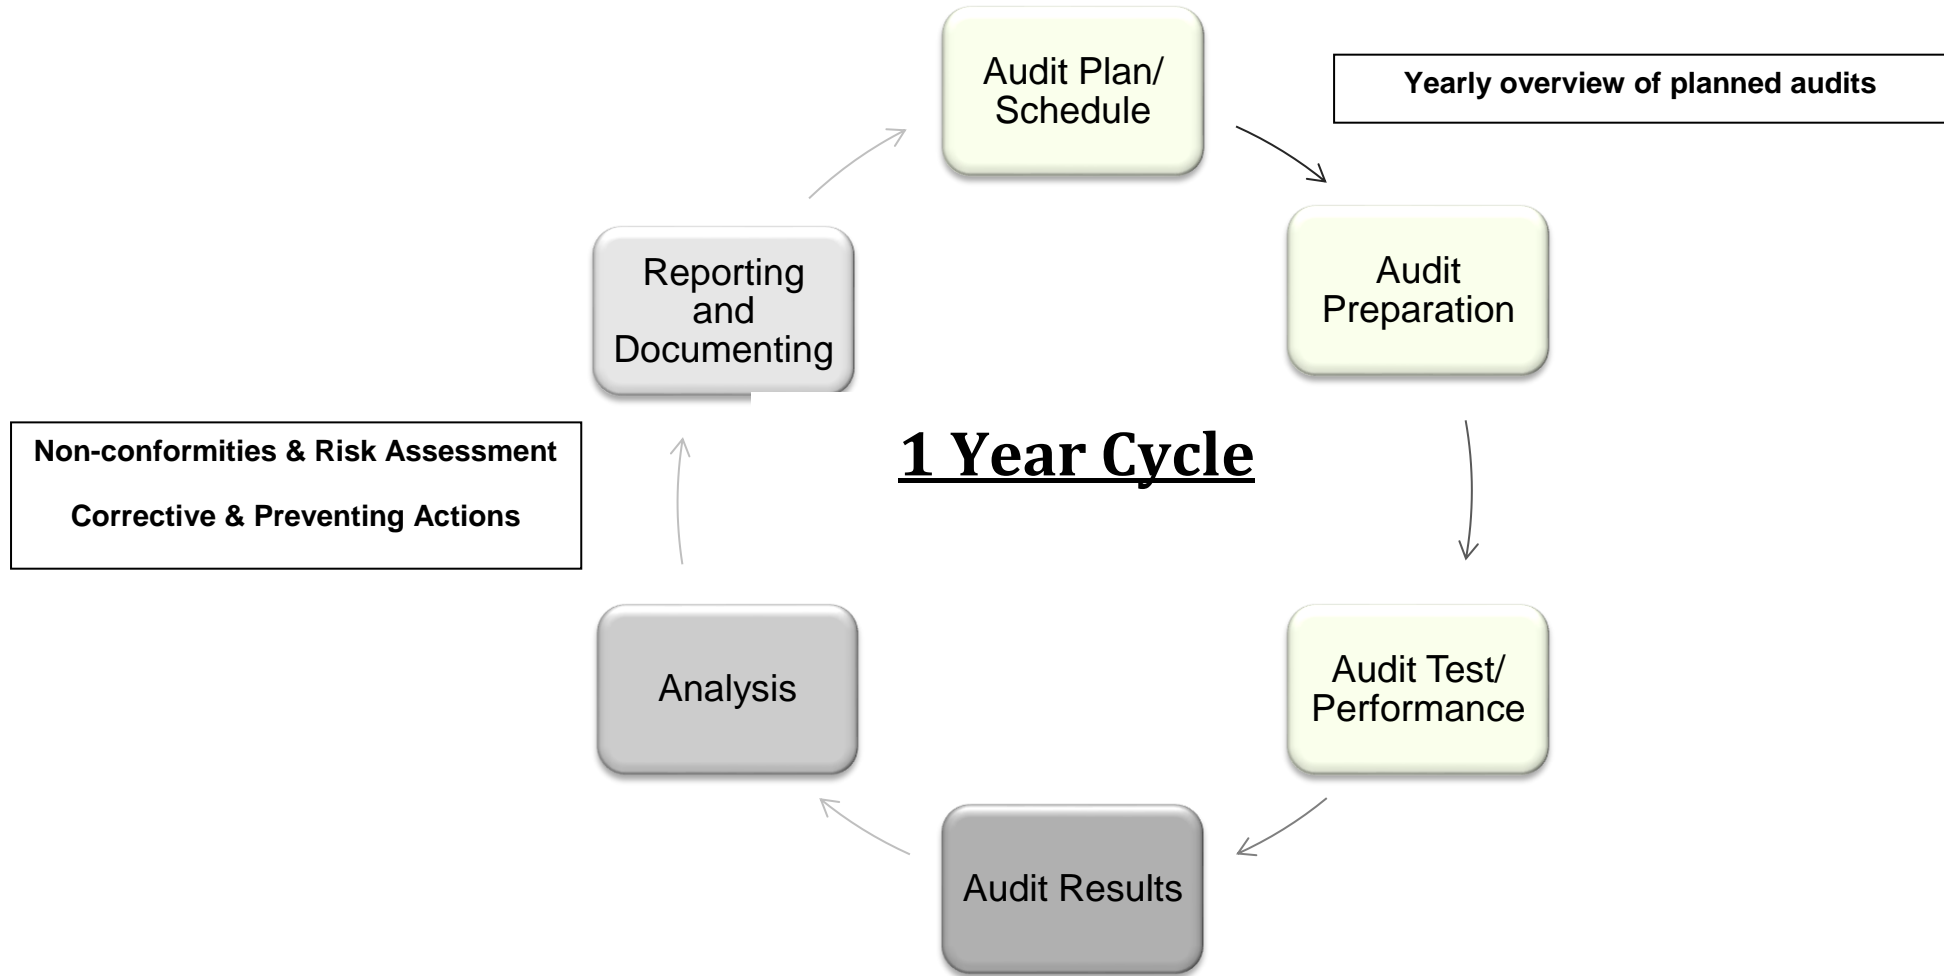 Audit Plan/
Schedule
Yearly overview of planned audits
Audit
Preparation
Audit Test/
Performance
Audit Results
Analysis
Non-conformities & Risk Assessment
Corrective & Preventing Actions
Reporting
and
Documenting
1 Year Cycle